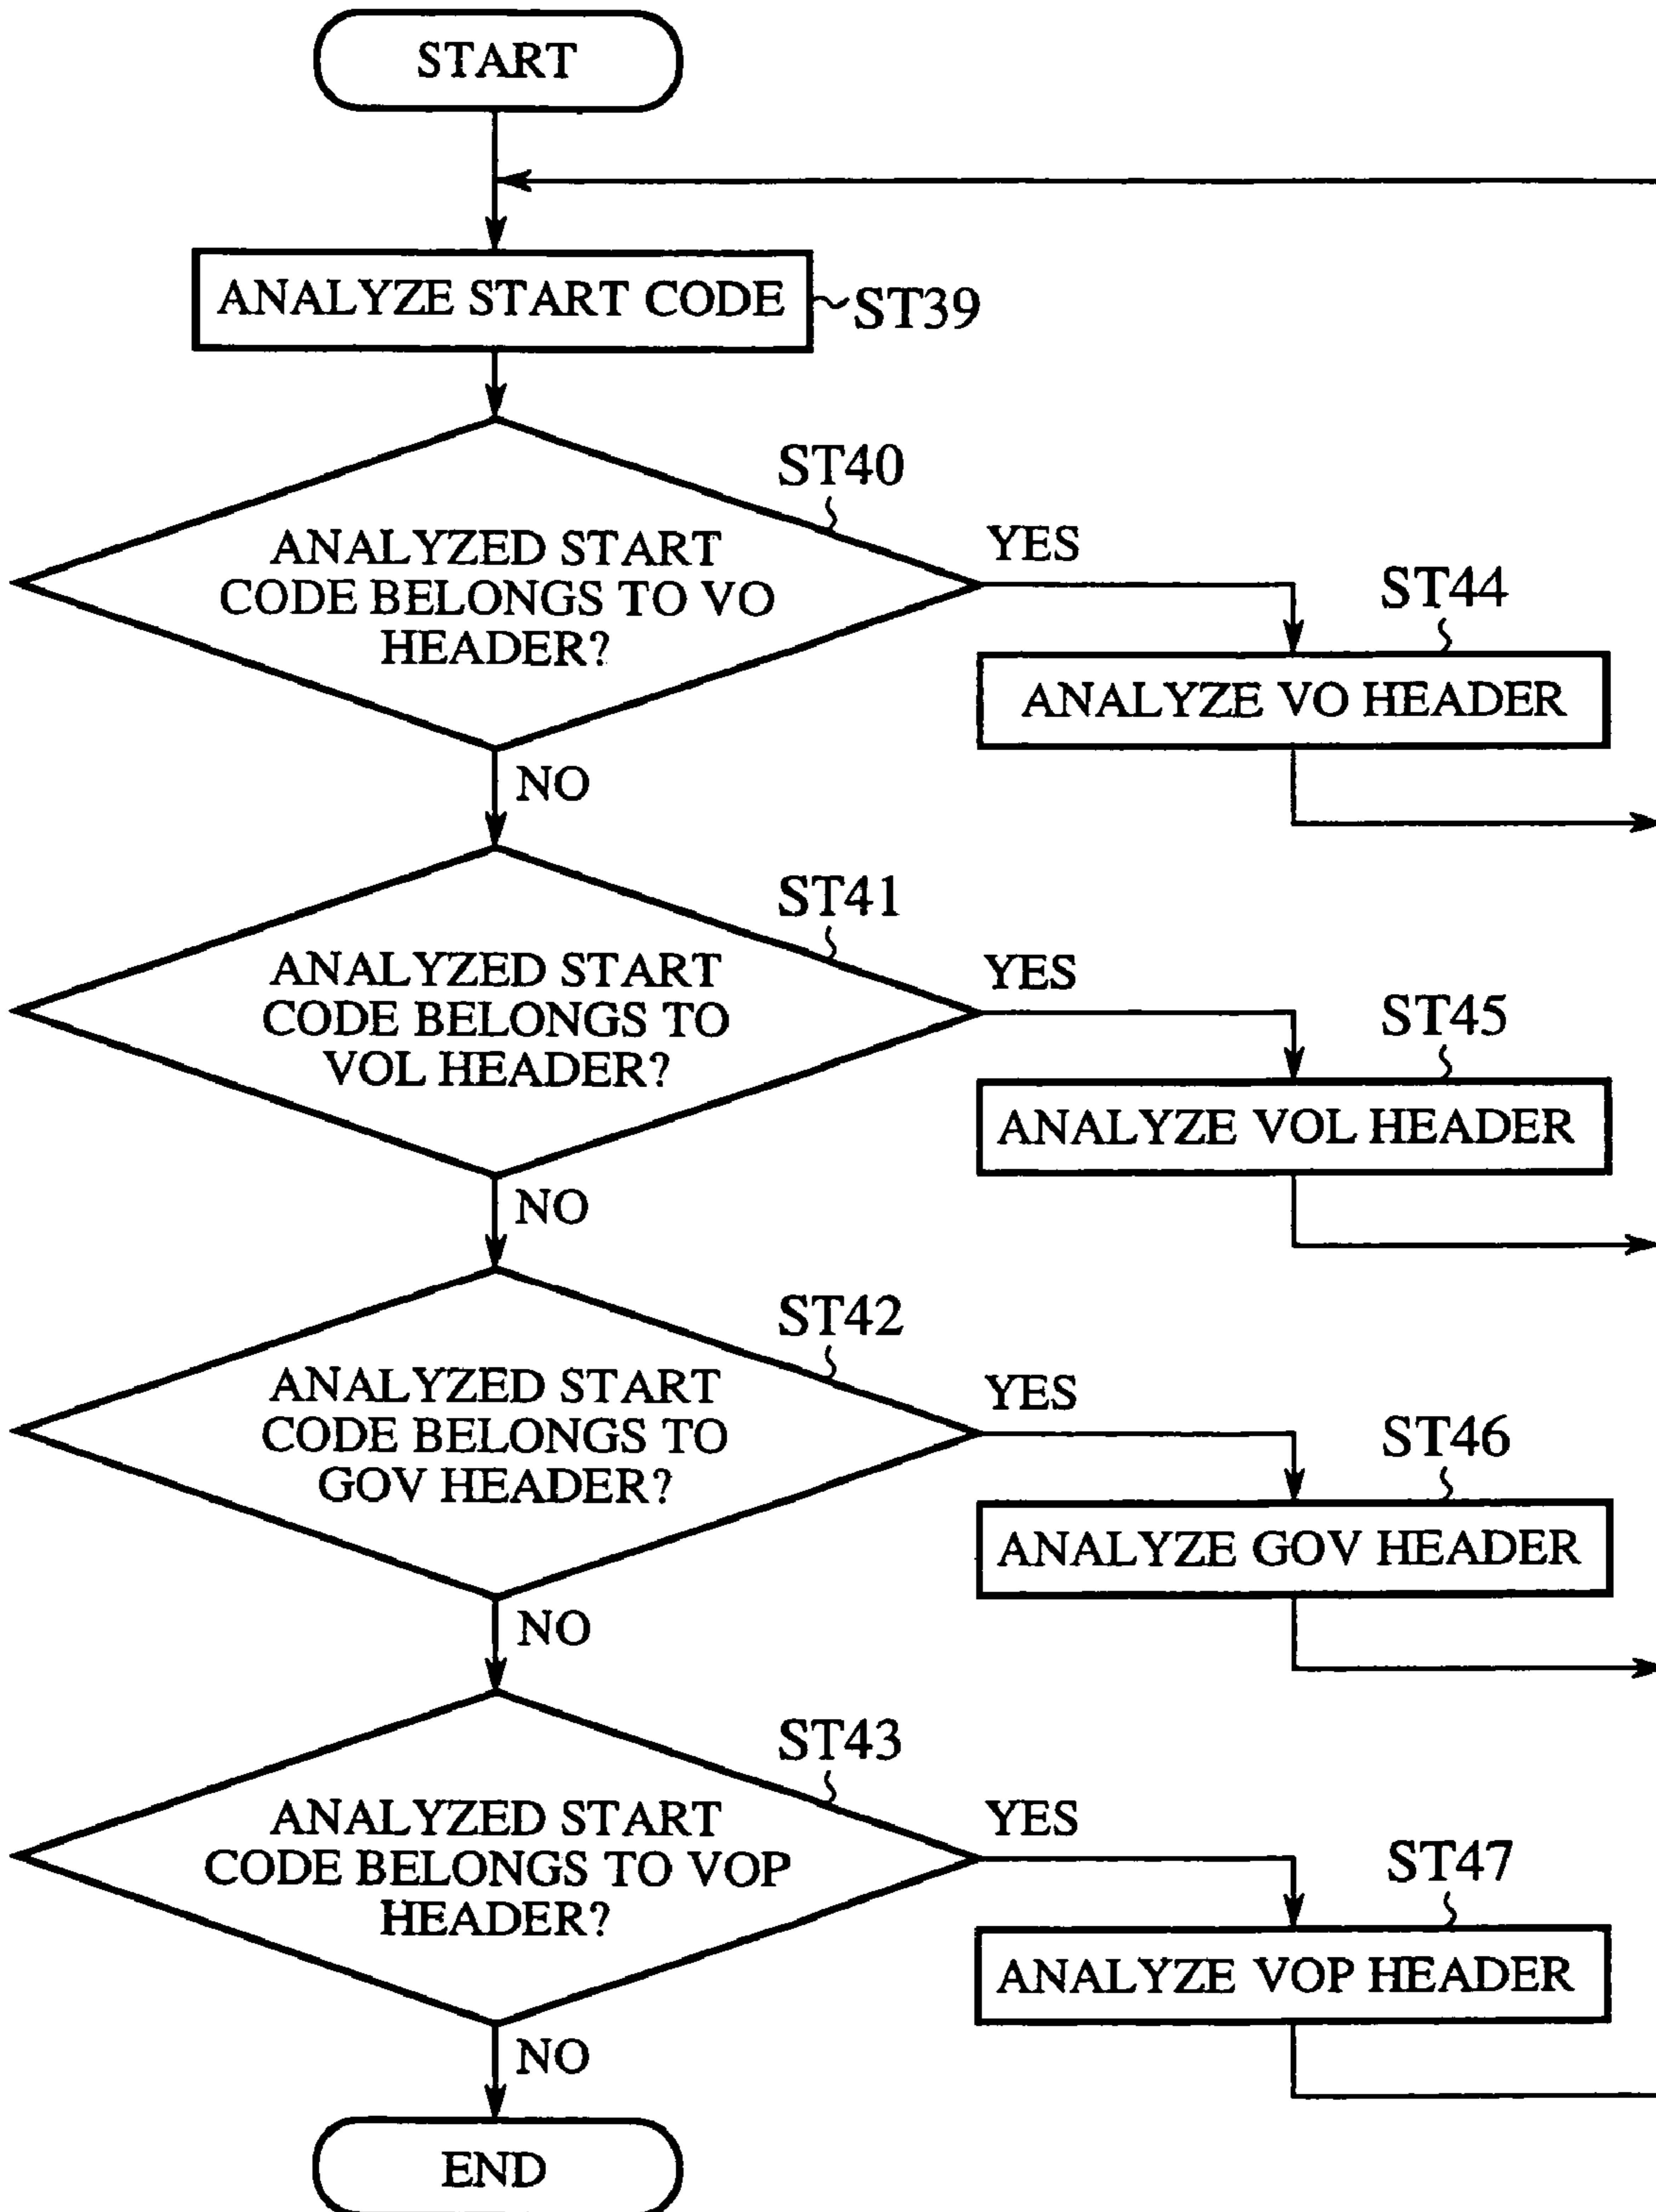 START
ANALYZE START CODE
ST39
ST40
ANALYZED START
CODE BELONGS TO VO
HEADER?
YES
ST44
ANALYZE VO HEADER
NO
ST41
ANALYZED START
CODE BELONGS TO
VOL HEADER?
YES
ST45
ANALYZE VOL HEADER
NO
ST42
ANALYZED START
CODE BELONGS TO
GOV HEADER?
YES
ST46
ANALYZE GOV HEADER
NO
ST43
ANALYZED START
CODE BELONGS TO VOP
HEADER?
YES
ST47
ANALYZE VOP HEADER
NO
END